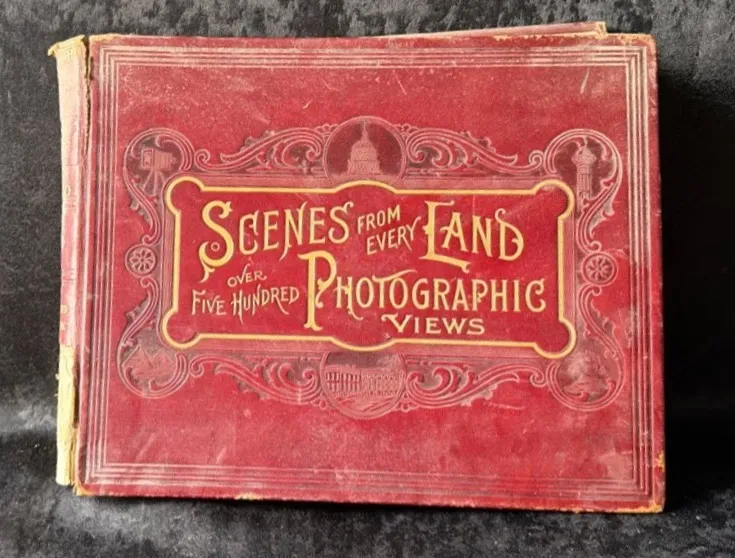 SCENES FROM EVERY LAND
OVER FIVE HUNDRED PHOTOGRAPHIC
VIEWS